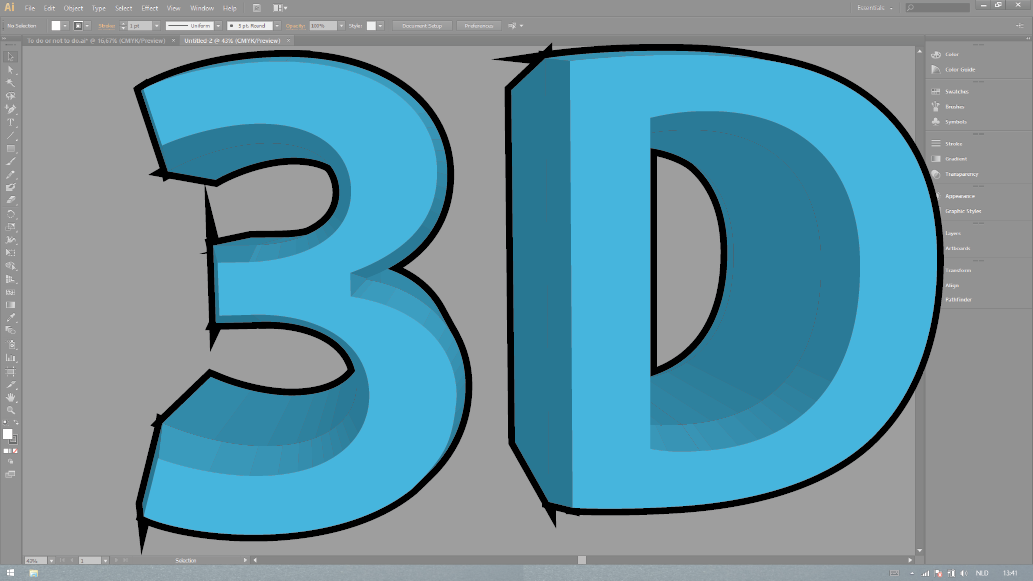 Ai File Edit Object Type Select Effect View Window Help Essentials
No Selection Stroke: 1 pt Uniform 5 pt. Round Opacity: 100% Style: Document Setup Preferences
To do or not to do.ai* @ 16,67% (CMYK/Preview) × Untitled-2 @ 43% (CMYK/Preview) ×
3D
Color
Color Guide
Swatches
Brushes
Symbols
Stroke
Gradient
Transparency
Appearance
Graphic Styles
Layers
Artboards
Transform
Align
Pathfinder
43% 1 Selection
NLD 13:41